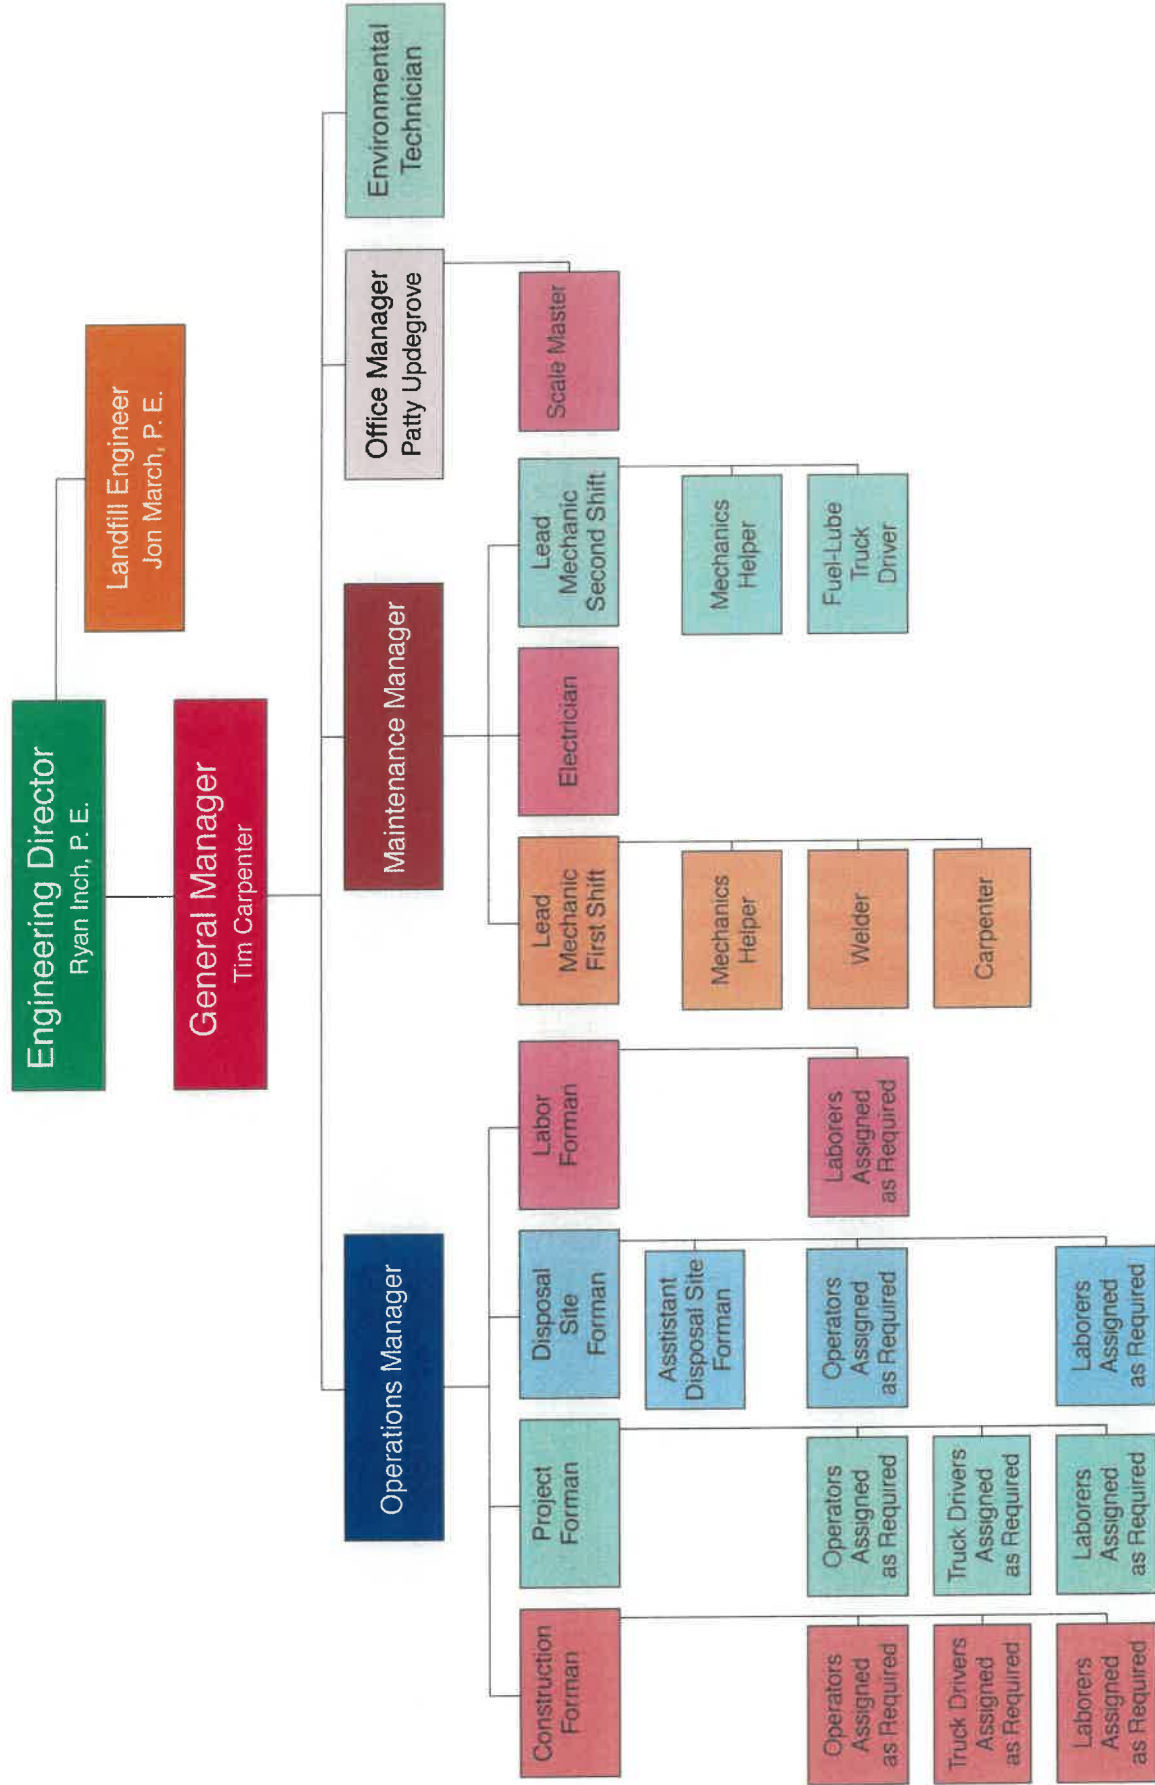 Engineering Director
Ryan Inch, P. E.
Landfill Engineer
Jon March, P. E.
General Manager
Tim Carpenter
Operations Manager
Maintenance Manager
Office Manager
Patty Updegrove
Environmental
Technician
Construction
Forman
Project
Forman
Disposal
Site
Forman
Labor
Forman
Lead
Mechanic
First Shift
Electrician
Lead
Mechanic
Second Shift
Scale Master
Asstistant
Disposal Site
Forman
Mechanics
Helper
Mechanics
Helper
Operators
Assigned
as Required
Operators
Assigned
as Required
Operators
Assigned
as Required
Laborers
Assigned
as Required
Welder
Fuel-Lube
Truck
Driver
Truck Drivers
Assigned
as Required
Truck Drivers
Assigned
as Required
Carpenter
Laborers
Assigned
as Required
Laborers
Assigned
as Required
Laborers
Assigned
as Required